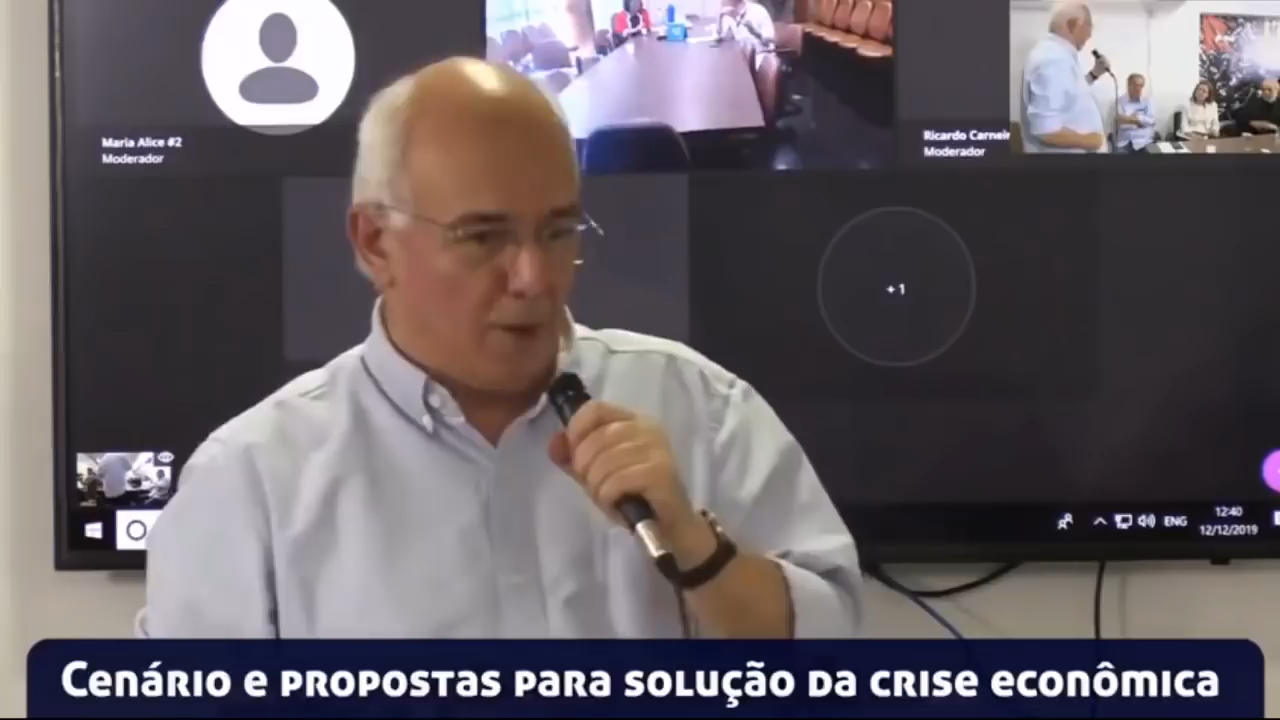 Maria Alice #2
Moderador
Ricardo Carneir
Moderador
+1
ENG
12:40
12/12/2019
Cenário e propostas para solução da crise econômica